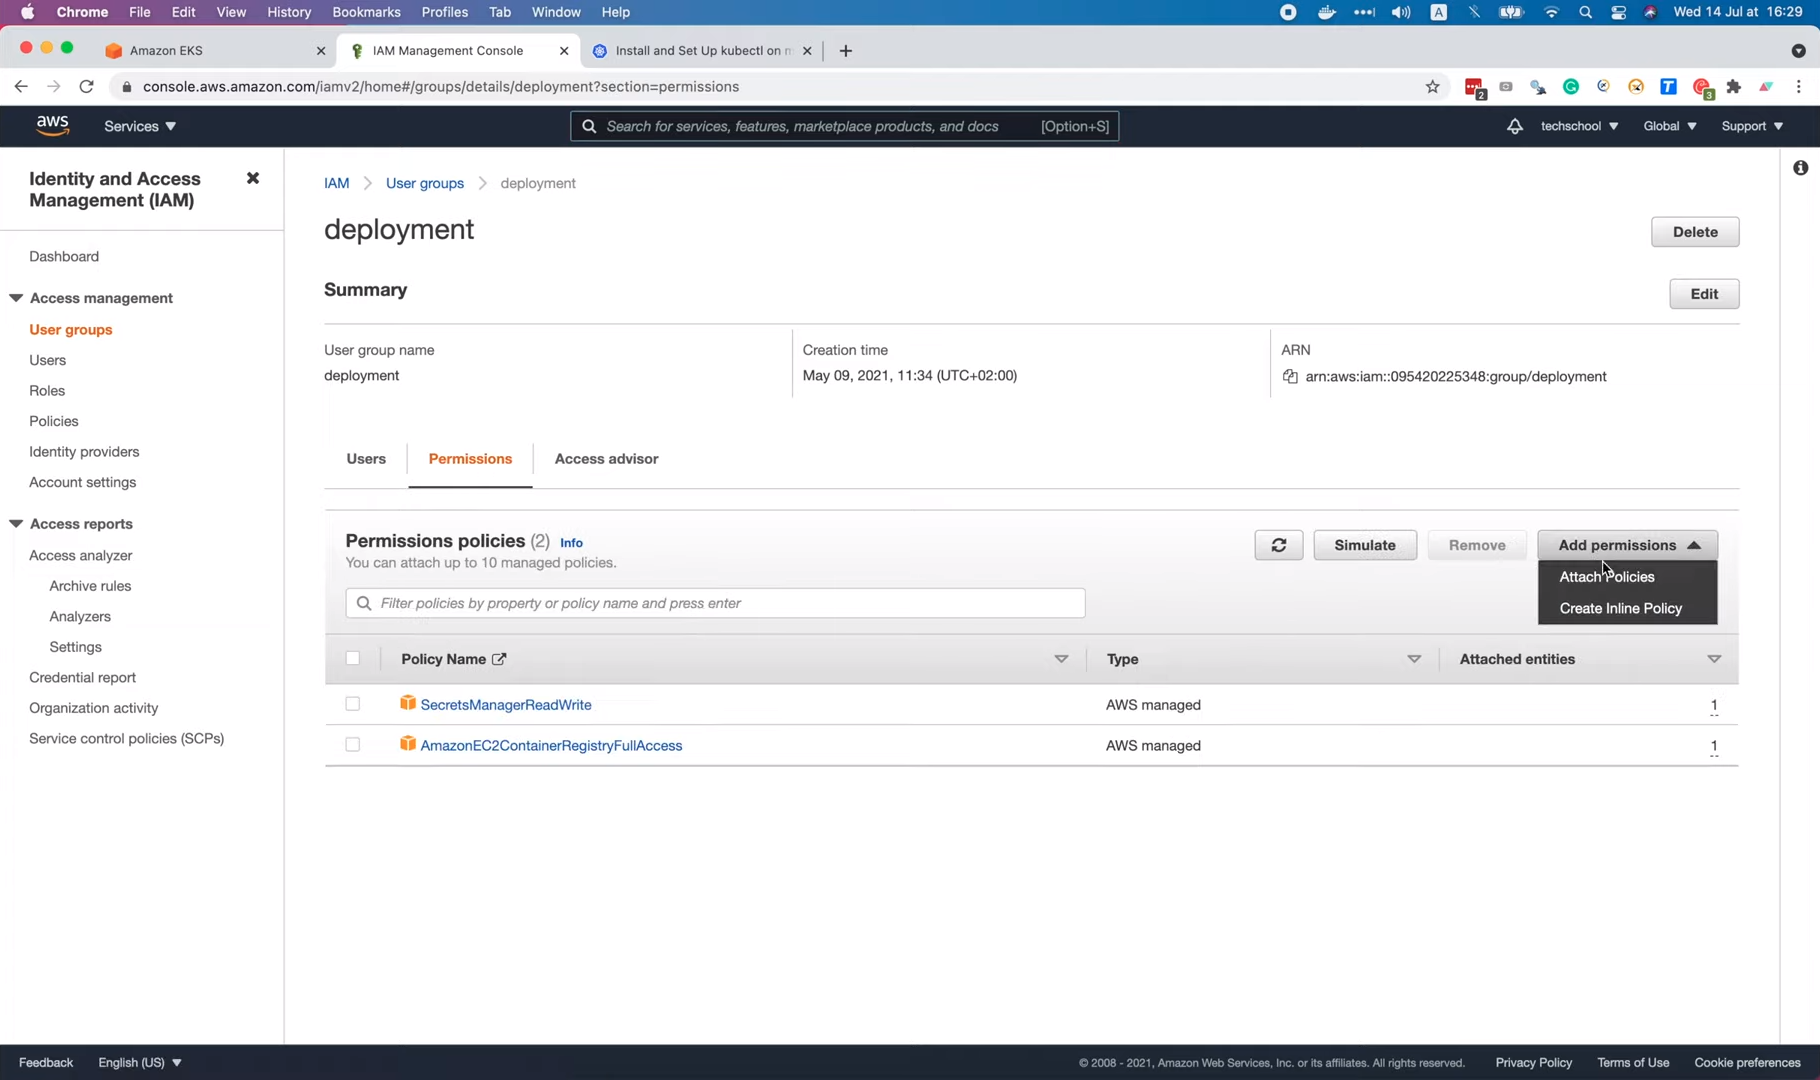 Chrome File Edit View History Bookmarks Profiles Tab Window Help A Wed 14 Jul at 16:29
Amazon EKS IAM Management Console Install and Set Up kubectl on m
console.aws.amazon.com/iamv2/home#/groups/details/deployment?section=permissions 2 3
aws Services Search for services, features, marketplace products, and docs [Option+S] techschool Global Support
Identity and Access
Management (IAM)
Dashboard
Access management
User groups
Users
Roles
Policies
Identity providers
Account settings
Access reports
Access analyzer
Archive rules
Analyzers
Settings
Credential report
Organization activity
Service control policies (SCPs)
IAM User groups deployment
deployment
Delete
Summary
Edit
User group name
deployment
Creation time
May 09, 2021, 11:34 (UTC+02:00)
ARN
arn:aws:iam::095420225348:group/deployment
Users Permissions Access advisor
Permissions policies (2) Info
You can attach up to 10 managed policies.
Simulate Remove Add permissions
Attach Policies
Create Inline Policy
Filter policies by property or policy name and press enter
Policy Name Type Attached entities
SecretsManagerReadWrite AWS managed 1
AmazonEC2ContainerRegistryFullAccess AWS managed 1
Feedback English (US) © 2008 - 2021, Amazon Web Services, Inc. or its affiliates. All rights reserved. Privacy Policy Terms of Use Cookie preferences